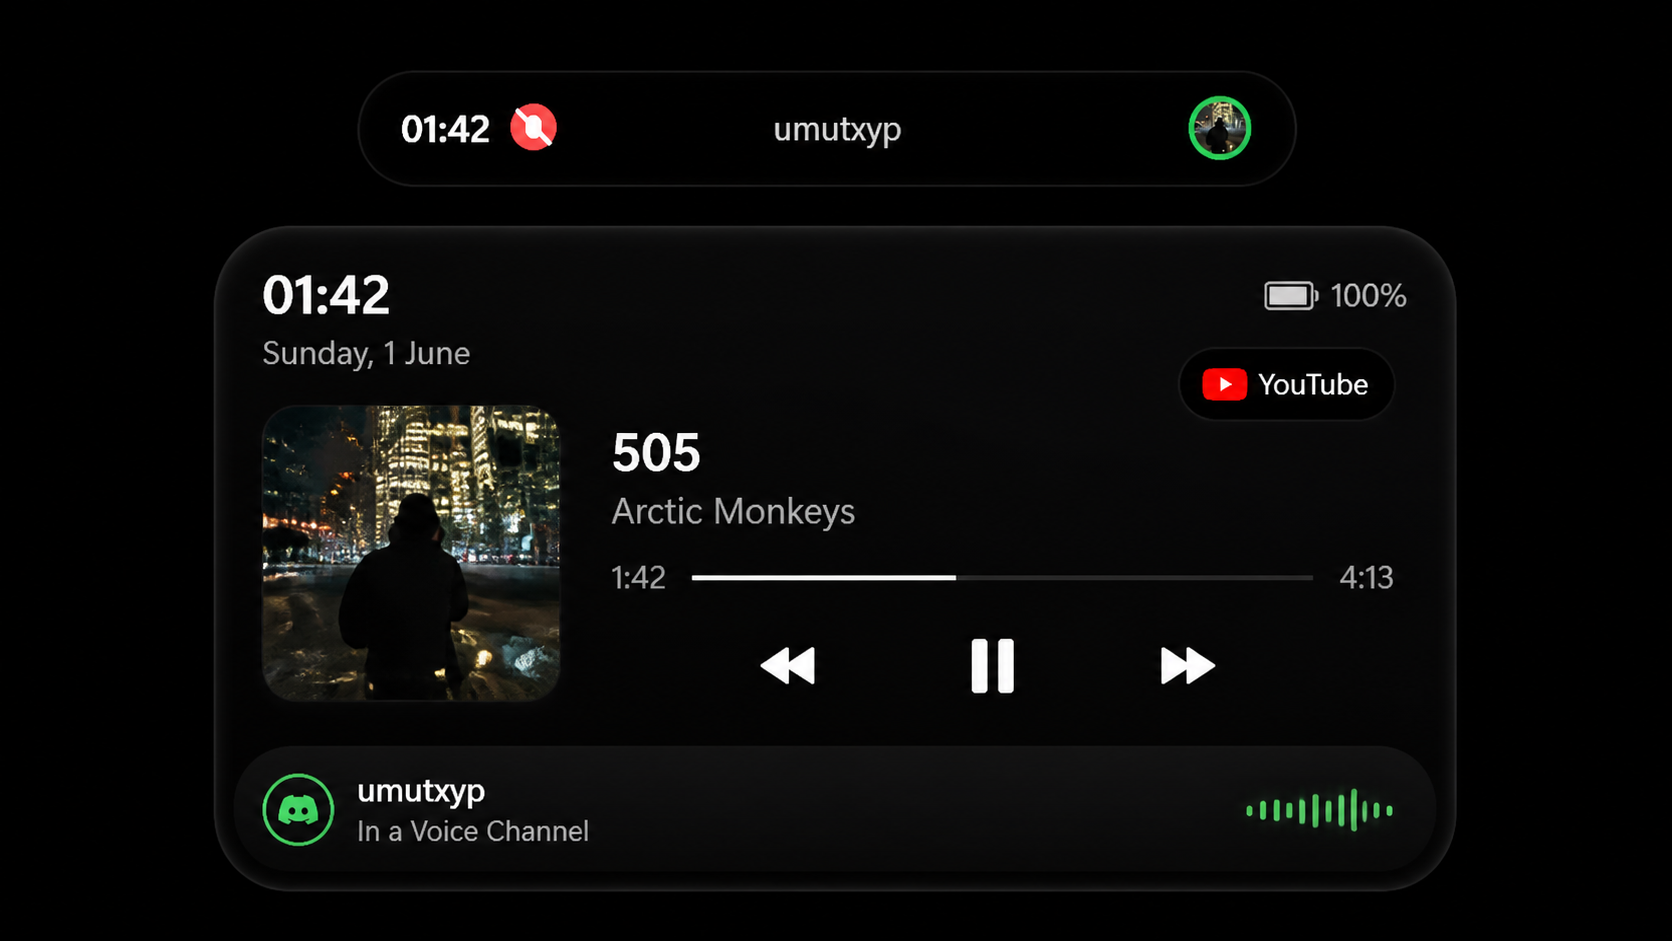 01:42
umutxyp
01:42
100%
Sunday, 1 June
YouTube
505
Arctic Monkeys
1:42
4:13
umutxyp
In a Voice Channel